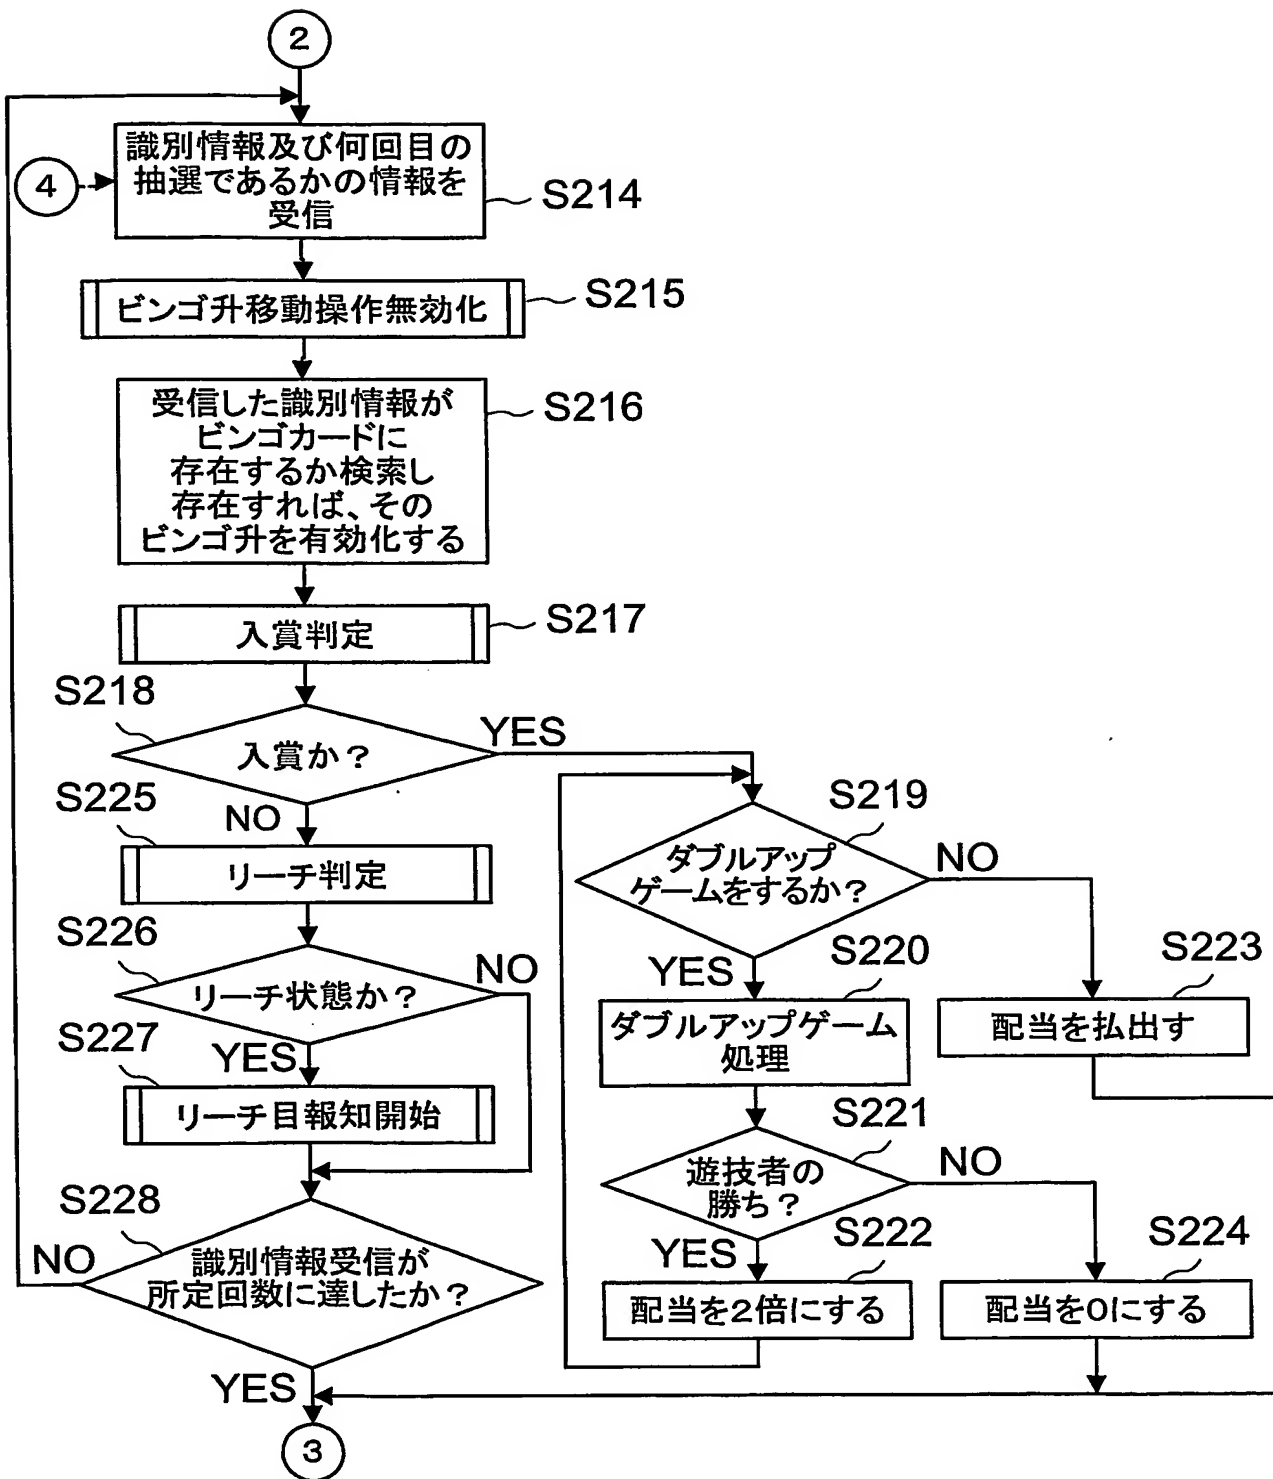 2
4
識別情報及び何回目の
抽選であるかの情報を
受信
S214
ビンゴ升移動操作無効化
S215
受信した識別情報が
ビンゴカードに
存在するか検索し
存在すれば、その
ビンゴ升を有効化する
S216
入賞判定
S217
S218
入賞か？
YES
NO
S225
リーチ判定
S226
リーチ状態か？
NO
YES
S227
リーチ目報知開始
S228
識別情報受信が
所定回数に達したか？
NO
YES
3
S219
ダブルアップ
ゲームをするか？
NO
YES
S220
ダブルアップゲーム
処理
S223
配当を払出す
S221
遊技者の
勝ち？
NO
YES
S222
配当を2倍にする
S224
配当を0にする